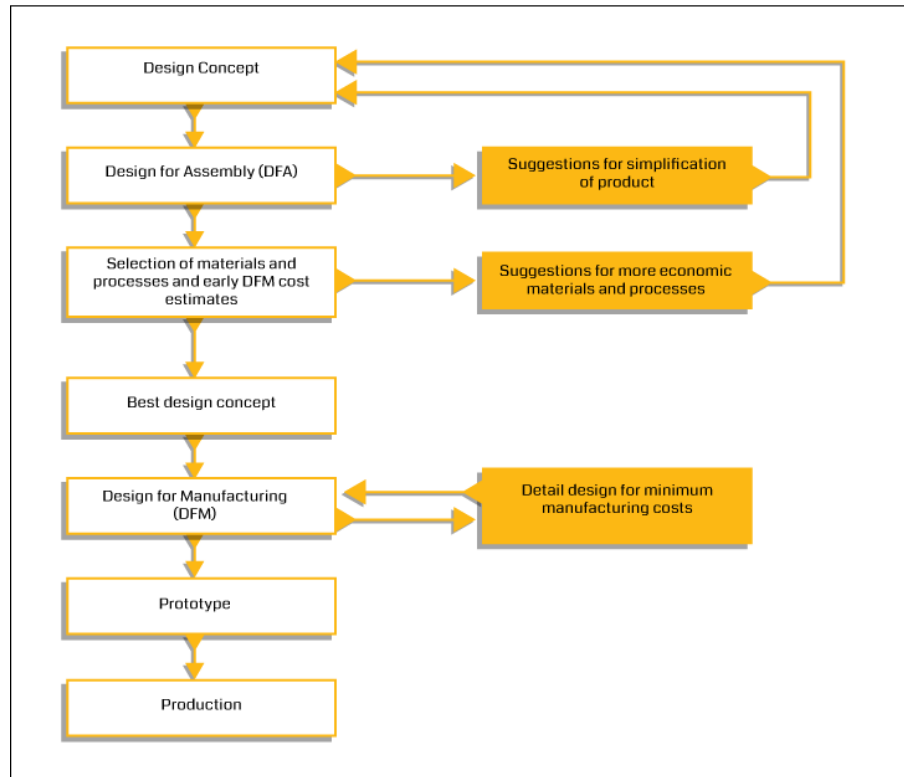 Design Concept
Design for Assembly (DFA)
Suggestions for simplification
of product
Selection of materials and
processes and early DFM cost
estimates
Suggestions for more economic
materials and processes
Best design concept
Design for Manufacturing
(DFM)
Detail design for minimum
manufacturing costs
Prototype
Production